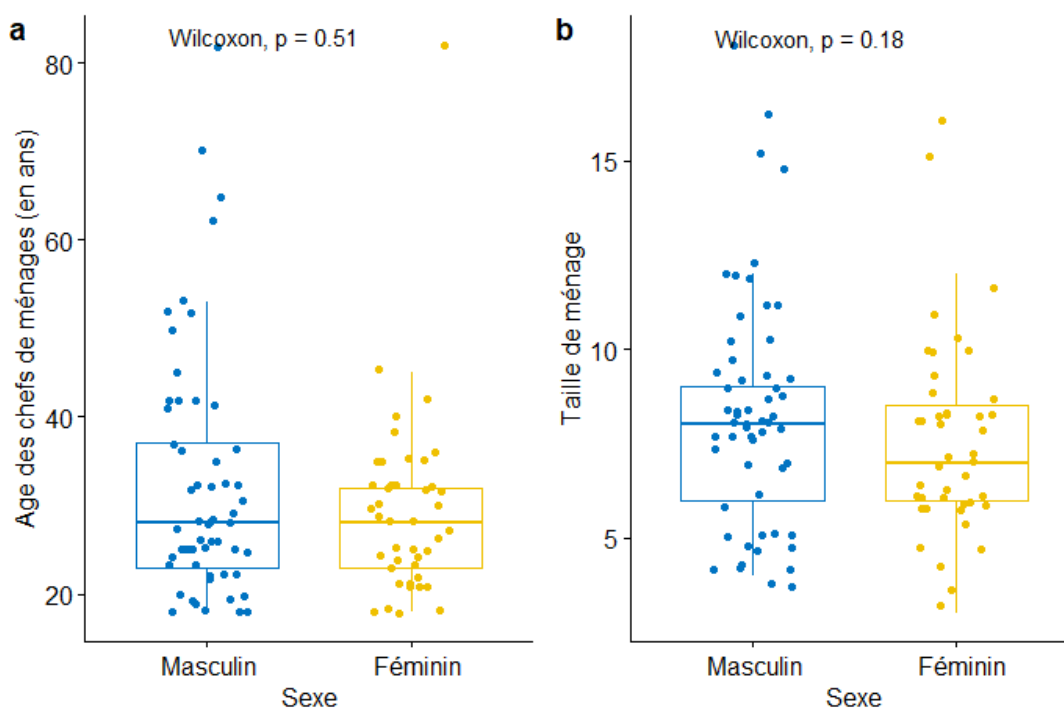 a
Wilcoxon, p = 0.51
80
60
40
20
Age des chefs de ménages (en ans)
Masculin
Féminin
Sexe
b
Wilcoxon, p = 0.18
15
10
5
Taille de ménage
Masculin
Féminin
Sexe